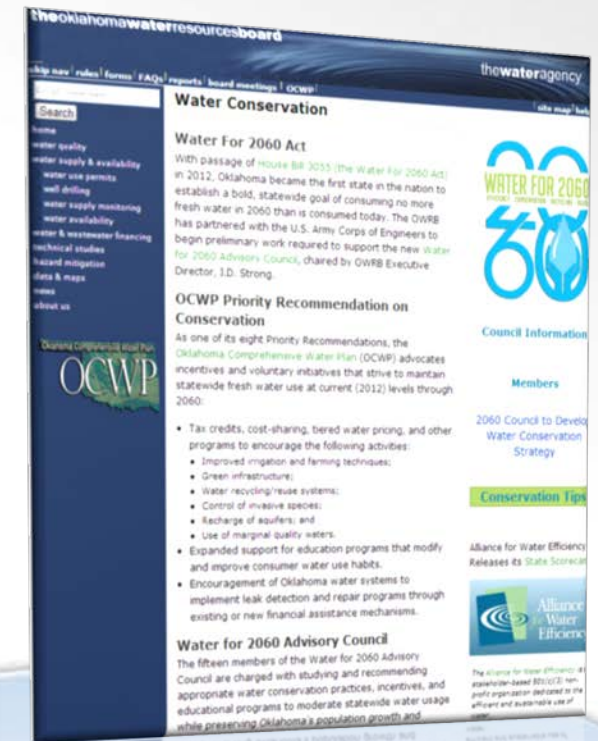 theoklahomawaterresourcesboard
thewateragency
skip nav rules forms FAQs reports board meetings OCWP
site map help
Search
home
water quality
water supply & availability
water use permits
well drilling
water supply monitoring
water availability
water & wastewater financing
technical studies
hazard mitigation
data & maps
news
about us
Oklahoma Comprehensive Water Plan
OCWP
Water Conservation
Water For 2060 Act
With passage of House Bill 3055 (the Water For 2060 Act)
in 2012, Oklahoma became the first state in the nation to
establish a bold, statewide goal of consuming no more
fresh water in 2060 than is consumed today. The OWRB
has partnered with the U.S. Army Corps of Engineers to
begin preliminary work required to support the new Water
for 2060 Advisory Council, chaired by OWRB Executive
Director, J.D. Strong.
OCWP Priority Recommendation on
Conservation
As one of its eight Priority Recommendations, the
Oklahoma Comprehensive Water Plan (OCWP) advocates
incentives and voluntary initiatives that strive to maintain
statewide fresh water use at current (2012) levels through
2060:
• Tax credits, cost-sharing, tiered water pricing, and other
programs to encourage the following activities:
• Improved irrigation and farming techniques;
• Green infrastructure;
• Water recycling/reuse systems;
• Control of invasive species;
• Recharge of aquifers; and
• Use of marginal quality waters.
• Expanded support for education programs that modify
and improve consumer water use habits.
• Encouragement of Oklahoma water systems to
implement leak detection and repair programs through
existing or new financial assistance mechanisms.
Water for 2060 Advisory Council
The fifteen members of the Water for 2060 Advisory
Council are charged with studying and recommending
appropriate water conservation practices, incentives, and
educational programs to moderate statewide water usage
while preserving Oklahoma's population growth and
WATER FOR 2060
Council Information
Members
2060 Council to Develop
Water Conservation
Strategy
Conservation Tips
Alliance for Water Efficiency
Releases its State Scorecard
Alliance
for Water
Efficiency
The Alliance for Water Efficiency is
stakeholder-based 501(c)(3) non-
profit organization dedicated to the
efficient and sustainable use of
water.